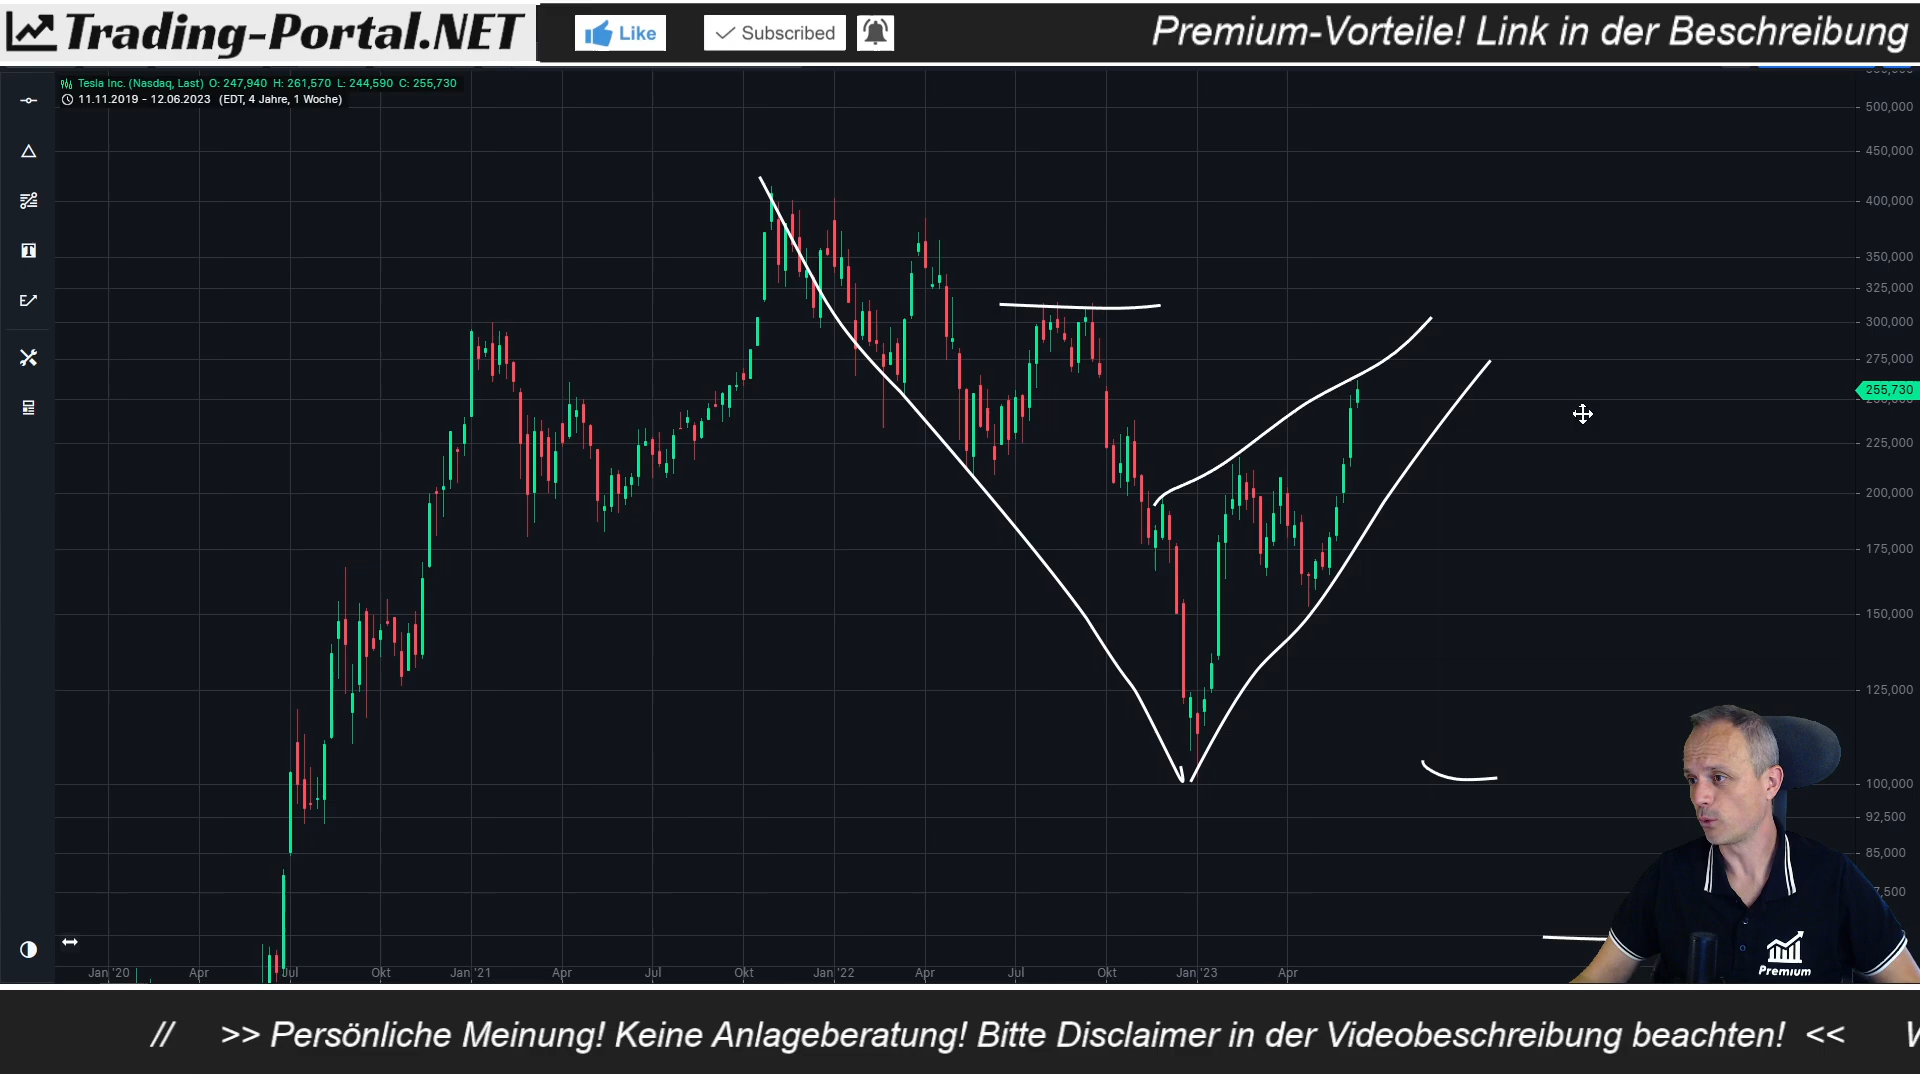 Trading-Portal.NET
Like
Subscribed
Premium-Vorteile! Link in der Beschreibung
Tesla Inc. (Nasdaq, Last) O: 247,940 H: 261,570 L: 244,590 C: 255,730
11.11.2019 - 12.06.2023 (EDT, 4 Jahre, 1 Woche)
500,000
450,000
400,000
350,000
325,000
300,000
275,000
255,730
225,000
200,000
175,000
150,000
125,000
100,000
92,500
85,000
7,500
Jan '20 Apr Jul Okt Jan '21 Apr Jul Okt Jan '22 Apr Jul Okt Jan '23 Apr
Premium
// >> Persönliche Meinung! Keine Anlageberatung! Bitte Disclaimer in der Videobeschreibung beachten! <<